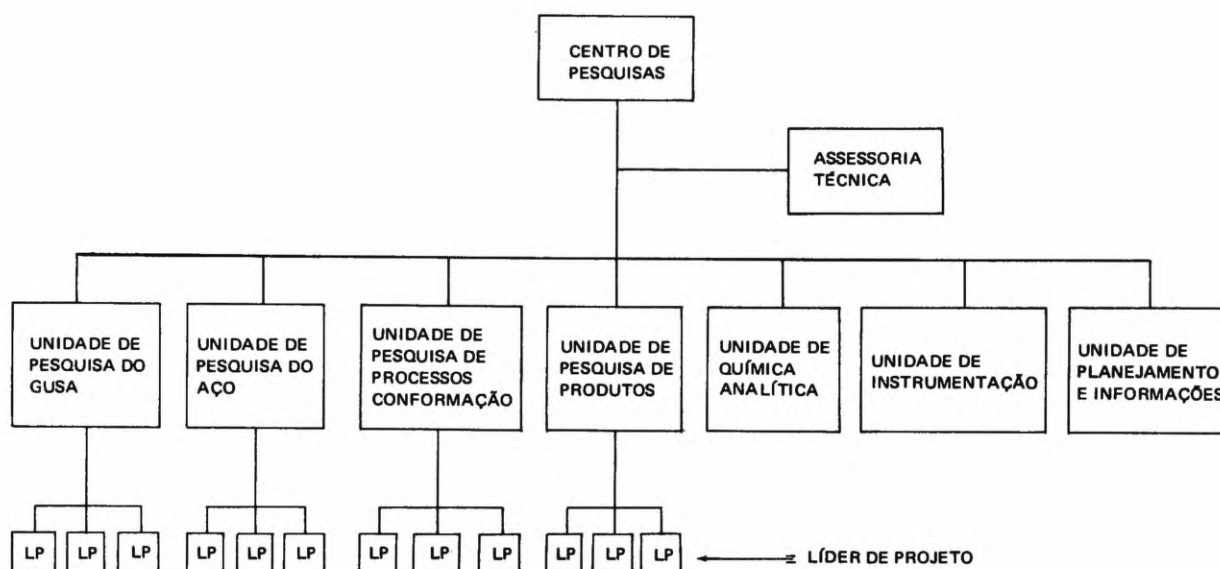 CENTRO DE
PESQUISAS
ASSESSORIA
TÉCNICA
UNIDADE DE
PESQUISA DO
GUSA
UNIDADE DE
PESQUISA DO
AÇO
UNIDADE DE
PESQUISA DE
PROCESSOS
CONFORMAÇÃO
UNIDADE DE
PESQUISA DE
PRODUTOS
UNIDADE DE
QUÍMICA
ANALÍTICA
UNIDADE DE
INSTRUMENTAÇÃO
UNIDADE DE
PLANEJAMENTO
E INFORMAÇÕES
LP LP LP LP LP LP LP LP LP LP LP LP LÍDER DE PROJETO